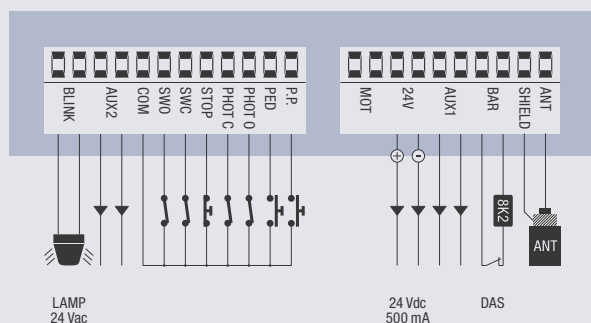 BLINK
AUX2
COM
SWO
SWC
STOP
PHOT C
PHOT O
PED
P.P.
MOT
24V
AUX1
BAR
SHIELD
ANT
+
-
8K2
ANT
LAMP
24 Vac
24 Vdc
500 mA
DAS